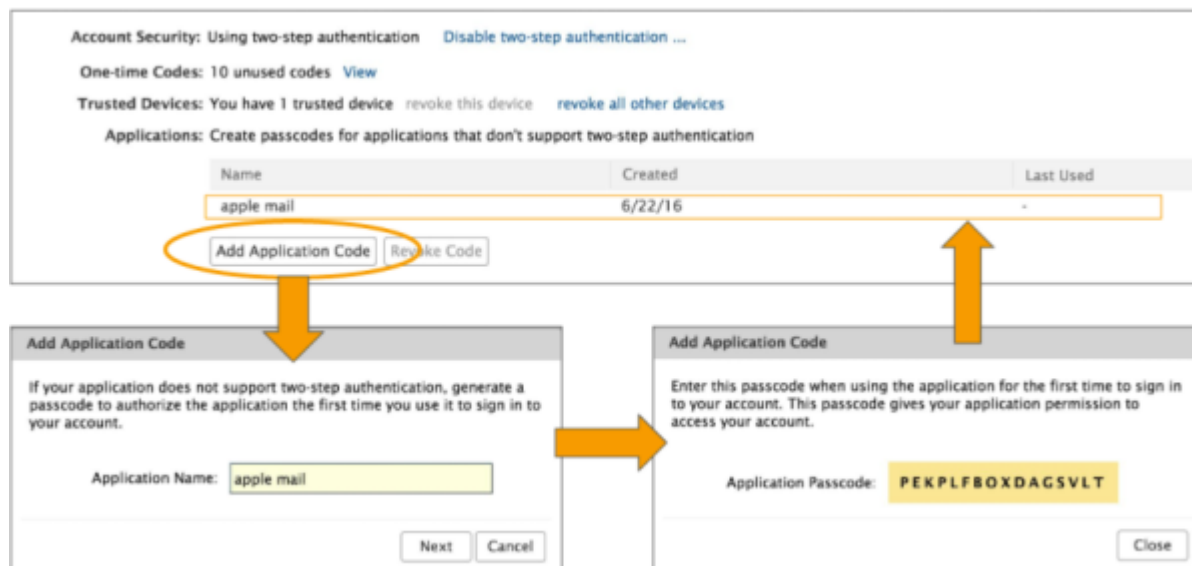 Account Security: Using two-step authentication Disable two-step authentication ...
One-time Codes: 10 unused codes View
Trusted Devices: You have 1 trusted device revoke this device revoke all other devices
Applications: Create passcodes for applications that don't support two-step authentication
Name Created Last Used
apple mail 6/22/16 -
Add Application Code Revoke Code
Add Application Code
If your application does not support two-step authentication, generate a
passcode to authorize the application the first time you use it to sign in to
your account.
Application Name: apple mail
Next Cancel
Add Application Code
Enter this passcode when using the application for the first time to sign in
to your account. This passcode gives your application permission to
access your account.
Application Passcode: PEKPLFBOXDAGSVLT
Close